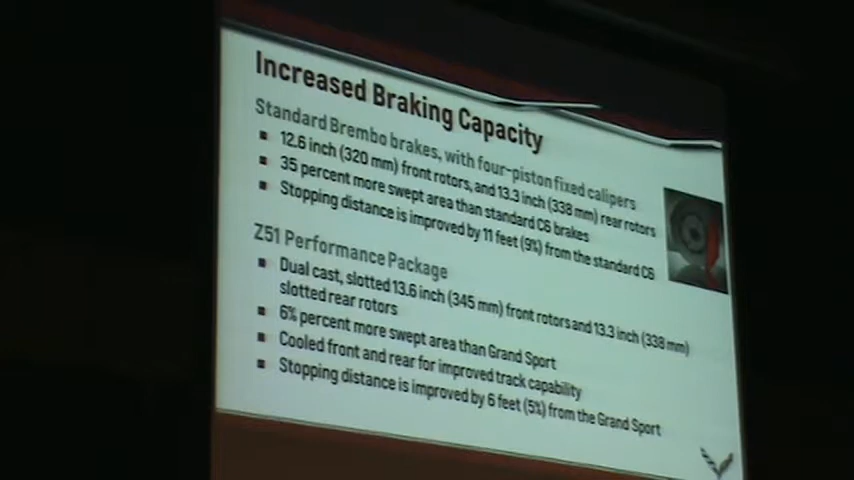 Increased Braking Capacity
Standard Brembo brakes, with four-piston fixed calipers
▪ 12.6 inch (320 mm) front rotors, and 13.3 inch (338 mm) rear rotors
▪ 35 percent more swept area than standard C6 brakes
▪ Stopping distance is improved by 11 feet (9%) from the standard C6
Z51 Performance Package
▪ Dual cast, slotted 13.6 inch (345 mm) front rotors and 13.3 inch (338 mm)
slotted rear rotors
▪ 6% percent more swept area than Grand Sport
▪ Cooled front and rear for improved track capability
▪ Stopping distance is improved by 6 feet (5%) from the Grand Sport